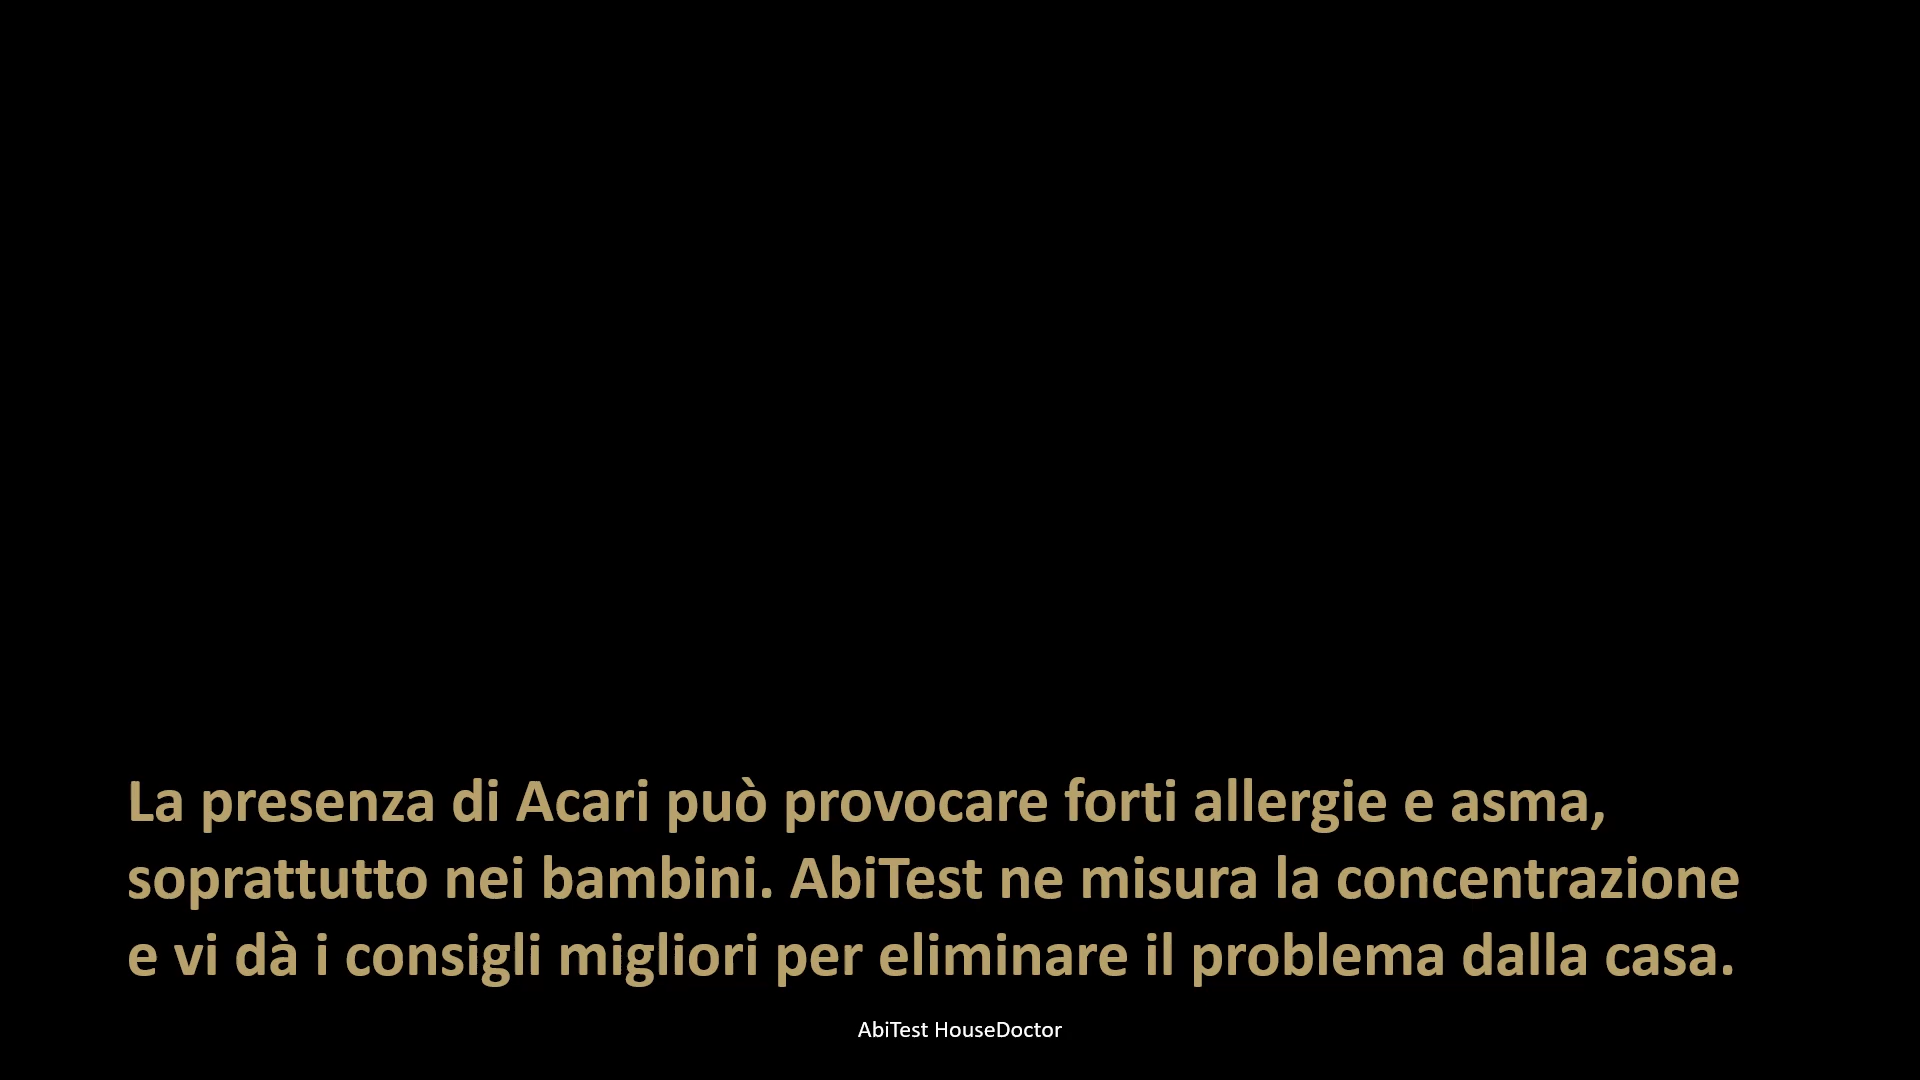 La presenza di Acari può provocare forti allergie e asma,
soprattutto nei bambini. AbiTest ne misura la concentrazione
e vi dà i consigli migliori per eliminare il problema dalla casa.
AbiTest HouseDoctor